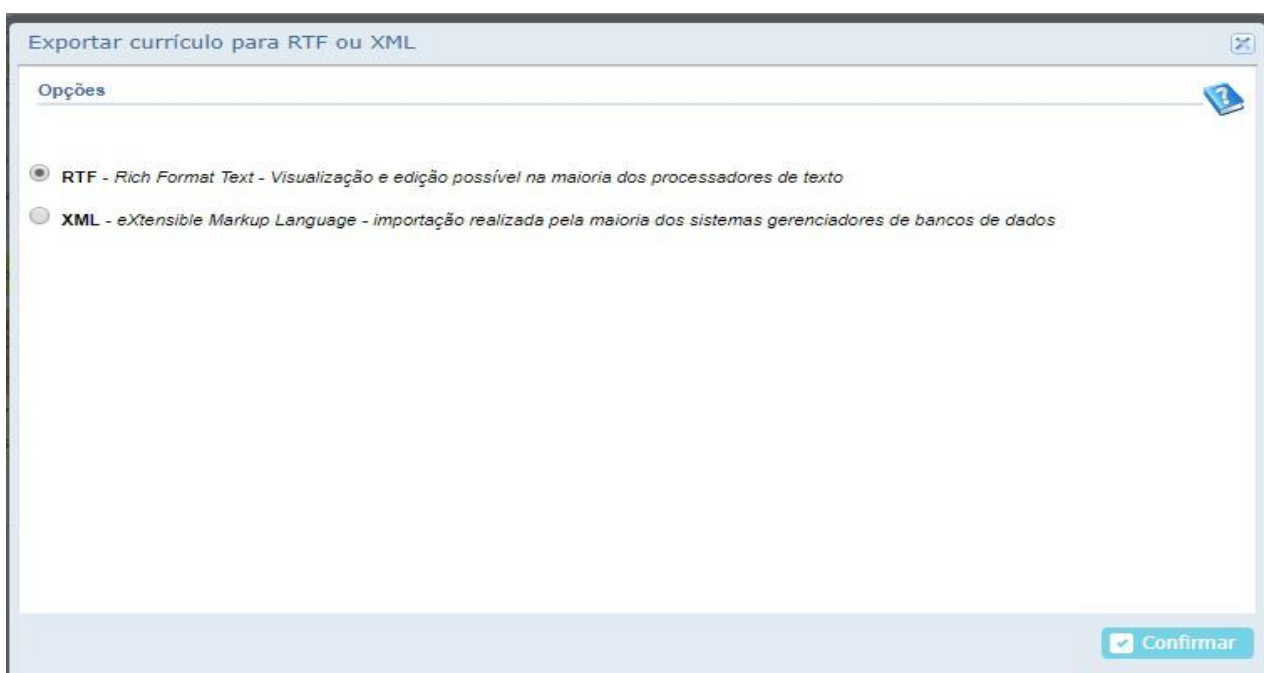 Exportar currículo para RTF ou XML
Opções
RTF - Rich Format Text - Visualização e edição possível na maioria dos processadores de texto
XML - eXtensible Markup Language - importação realizada pela maioria dos sistemas gerenciadores de bancos de dados
Confirmar